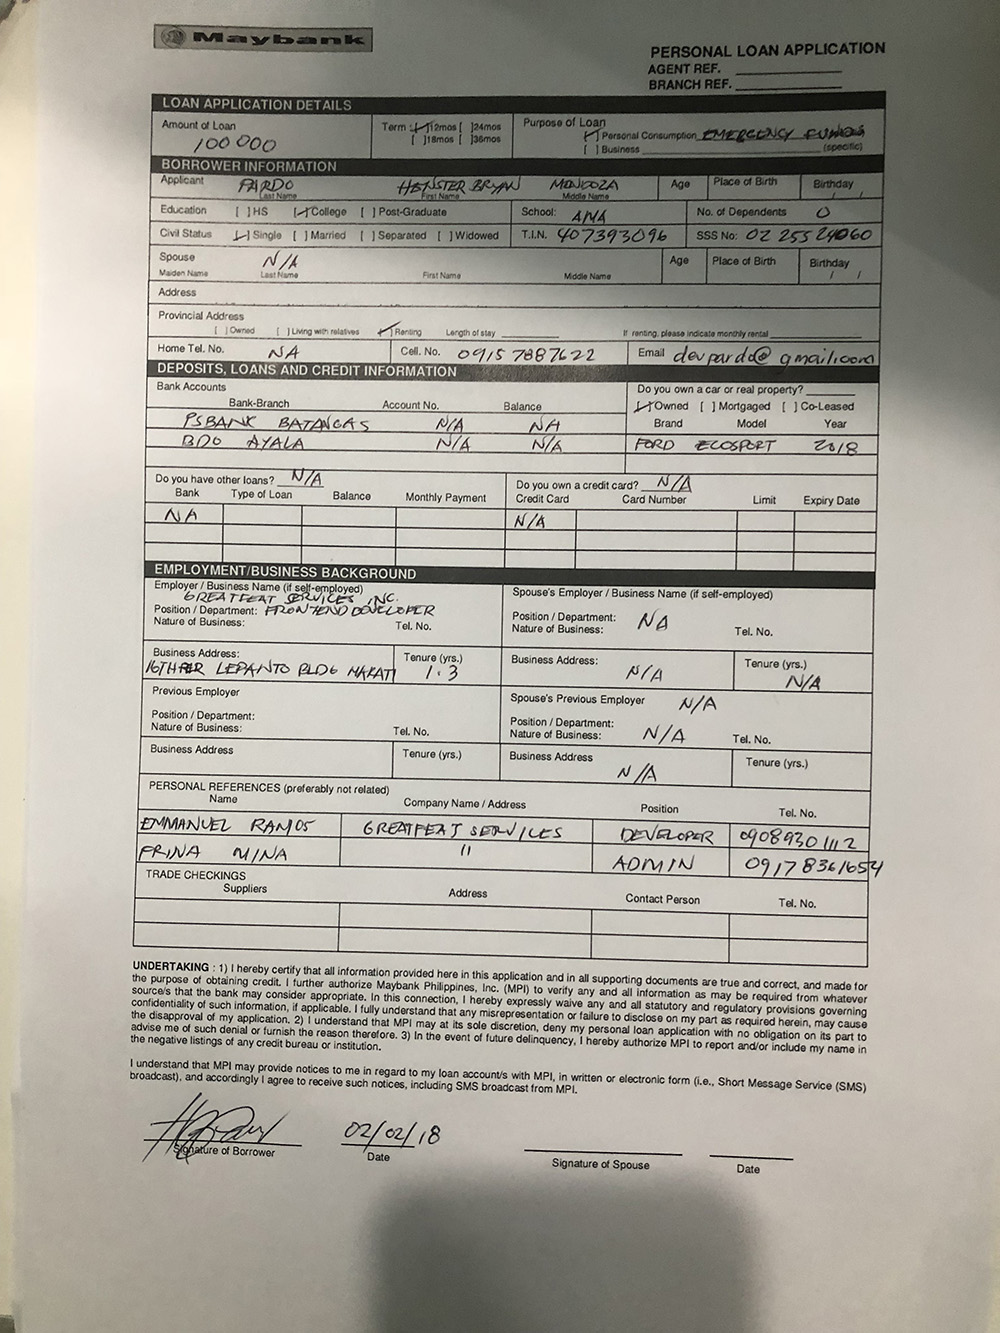 Maybank
PERSONAL LOAN APPLICATION
AGENT REF.
BRANCH REF.
LOAN APPLICATION DETAILS
Amount of Loan
100 000
Term : [✓] 12mos [ ]24mos
[ ]18mos [ ]36mos
Purpose of Loan
[✓] Personal Consumption EMERGENCY FUNDS
[ ] Business (specific)
BORROWER INFORMATION
Applicant PARDO HENSTER BRYAN MENDOZA Age Place of Birth Birthday
Last Name First Name Middle Name / /
Education [ ] HS [✓] College [ ] Post-Graduate School: AMA No. of Dependents 0
Civil Status [✓] Single [ ] Married [ ] Separated [ ] Widowed T.I.N. 407393096 SSS No: 02 25524060
Spouse N/A Age Place of Birth Birthday
Maiden Name Last Name First Name Middle Name / /
Address
Provincial Address
[ ] Owned [ ] Living with relatives [✓] Renting Length of stay If renting, please indicate monthly rental
Home Tel. No. NA Cell. No. 0915 7887622 Email devpardo@gmail.com
DEPOSITS, LOANS AND CREDIT INFORMATION
Bank Accounts Do you own a car or real property?
Bank-Branch Account No. Balance [✓] Owned [ ] Mortgaged [ ] Co-Leased
Brand Model Year
PSBANK BATANGAS N/A NA
BDO AYALA N/A N/A FORD ECOSPORT 2018
Do you have other loans? N/A Do you own a credit card? N/A
Bank Type of Loan Balance Monthly Payment Credit Card Card Number Limit Expiry Date
NA N/A
EMPLOYMENT/BUSINESS BACKGROUND
Employer / Business Name (if self-employed) Spouse's Employer / Business Name (if self-employed)
GREATFEAT SERVICES INC.
Position / Department: FRONTEND DEVELOPER Position / Department: NA
Nature of Business: Tel. No. Nature of Business: Tel. No.
Business Address: Tenure (yrs.) Business Address: Tenure (yrs.)
16TH FLR LEPANTO BLDG MAKATI 1.3 N/A N/A
Previous Employer Spouse's Previous Employer N/A
Position / Department: Position / Department:
Nature of Business: Tel. No. Nature of Business: N/A Tel. No.
Business Address Tenure (yrs.) Business Address Tenure (yrs.)
N/A
PERSONAL REFERENCES (preferably not related)
Name Company Name / Address Position Tel. No.
EMMANUEL RAMOS GREATFEAT SERVICES DEVELOPER 09089301112
FRINA MINA 11 ADMIN 09178361654
TRADE CHECKINGS
Suppliers Address Contact Person Tel. No.
UNDERTAKING : 1) I hereby certify that all information provided here in this application and in all supporting documents are true and correct, and made for
the purpose of obtaining credit. I further authorize Maybank Philippines, Inc. (MPI) to verify any and all information as may be required from whatever
source/s that the bank may consider appropriate. In this connection, I hereby expressly waive any and all statutory and regulatory provisions governing
confidentiality of such information, if applicable. I fully understand that any misrepresentation or failure to disclose on my part as required herein, may cause
the disapproval of my application. 2) I understand that MPI may at its sole discretion, deny my personal loan application with no obligation on its part to
advise me of such denial or furnish the reason therefore. 3) In the event of future delinquency, I hereby authorize MPI to report and/or include my name in
the negative listings of any credit bureau or institution.
I understand that MPI may provide notices to me in regard to my loan account/s with MPI, in written or electronic form (i.e., Short Message Service (SMS)
broadcast), and accordingly I agree to receive such notices, including SMS broadcast from MPI.
02/02/18
Signature of Borrower Date Signature of Spouse Date